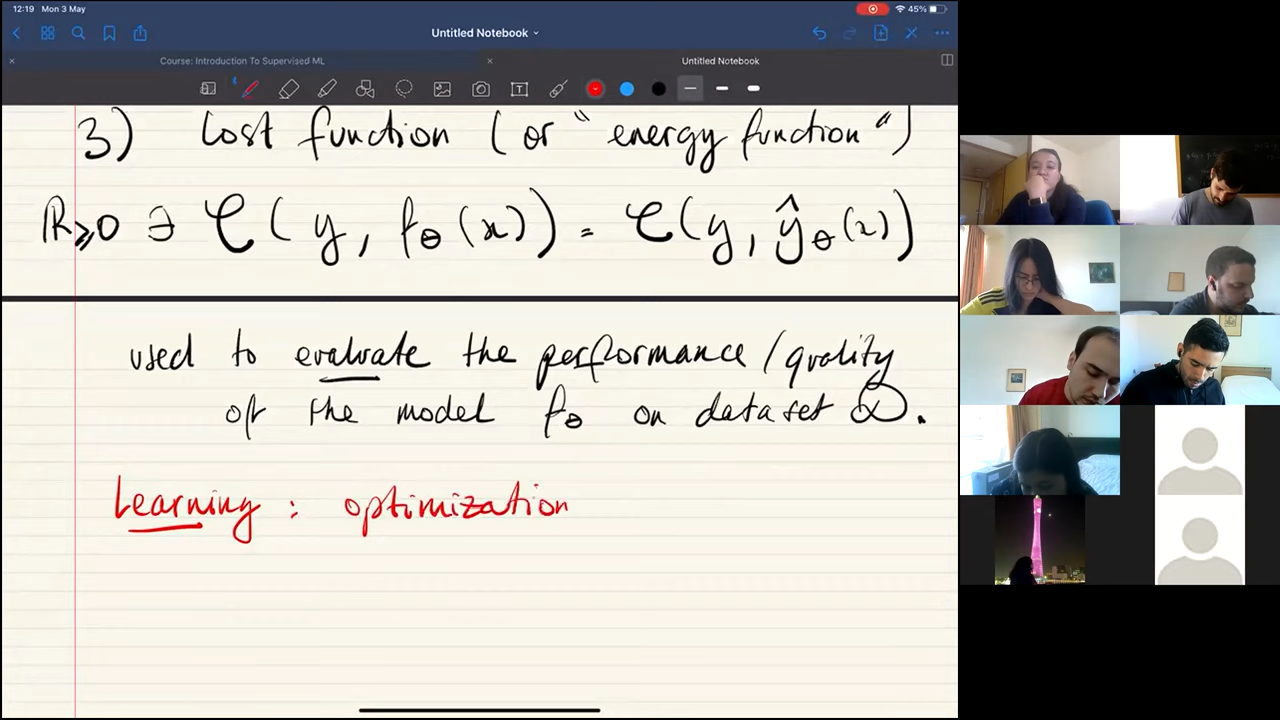 12:19 Mon 3 May
45%
Untitled Notebook
Course: Introduction To Supervised ML
Untitled Notebook
3) Cost function (or "energy function")
ℝ≥0 ∋ C(y, fθ(x)) = C(y, ŷθ(x))
used to evaluate the performance/quality
of the model fθ on dataset D.
Learning: optimization